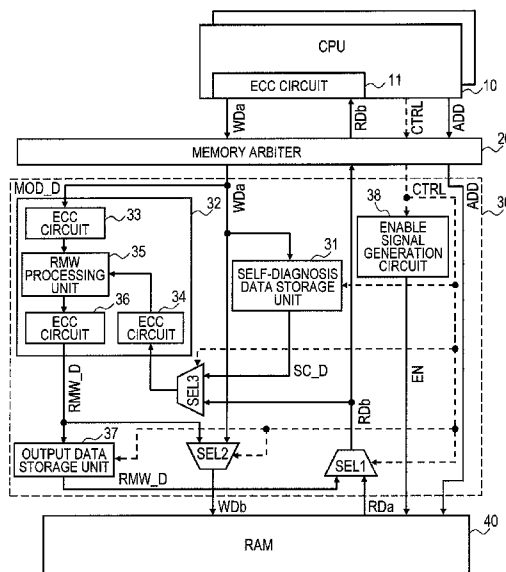 CPU
ECC CIRCUIT
11
10
WDa
RDb
CTRL
ADD
MEMORY ARBITER
20
MOD_D
WDa
CTRL
ADD
30
ECC CIRCUIT
33
32
38
ENABLE SIGNAL GENERATION CIRCUIT
35
RMW PROCESSING UNIT
31
SELF-DIAGNOSIS DATA STORAGE UNIT
36
34
ECC CIRCUIT
ECC CIRCUIT
RMW_D
SEL3
SC_D
RDb
EN
37
OUTPUT DATA STORAGE UNIT
SEL2
SEL1
RMW_D
WDb
RDa
RAM
40